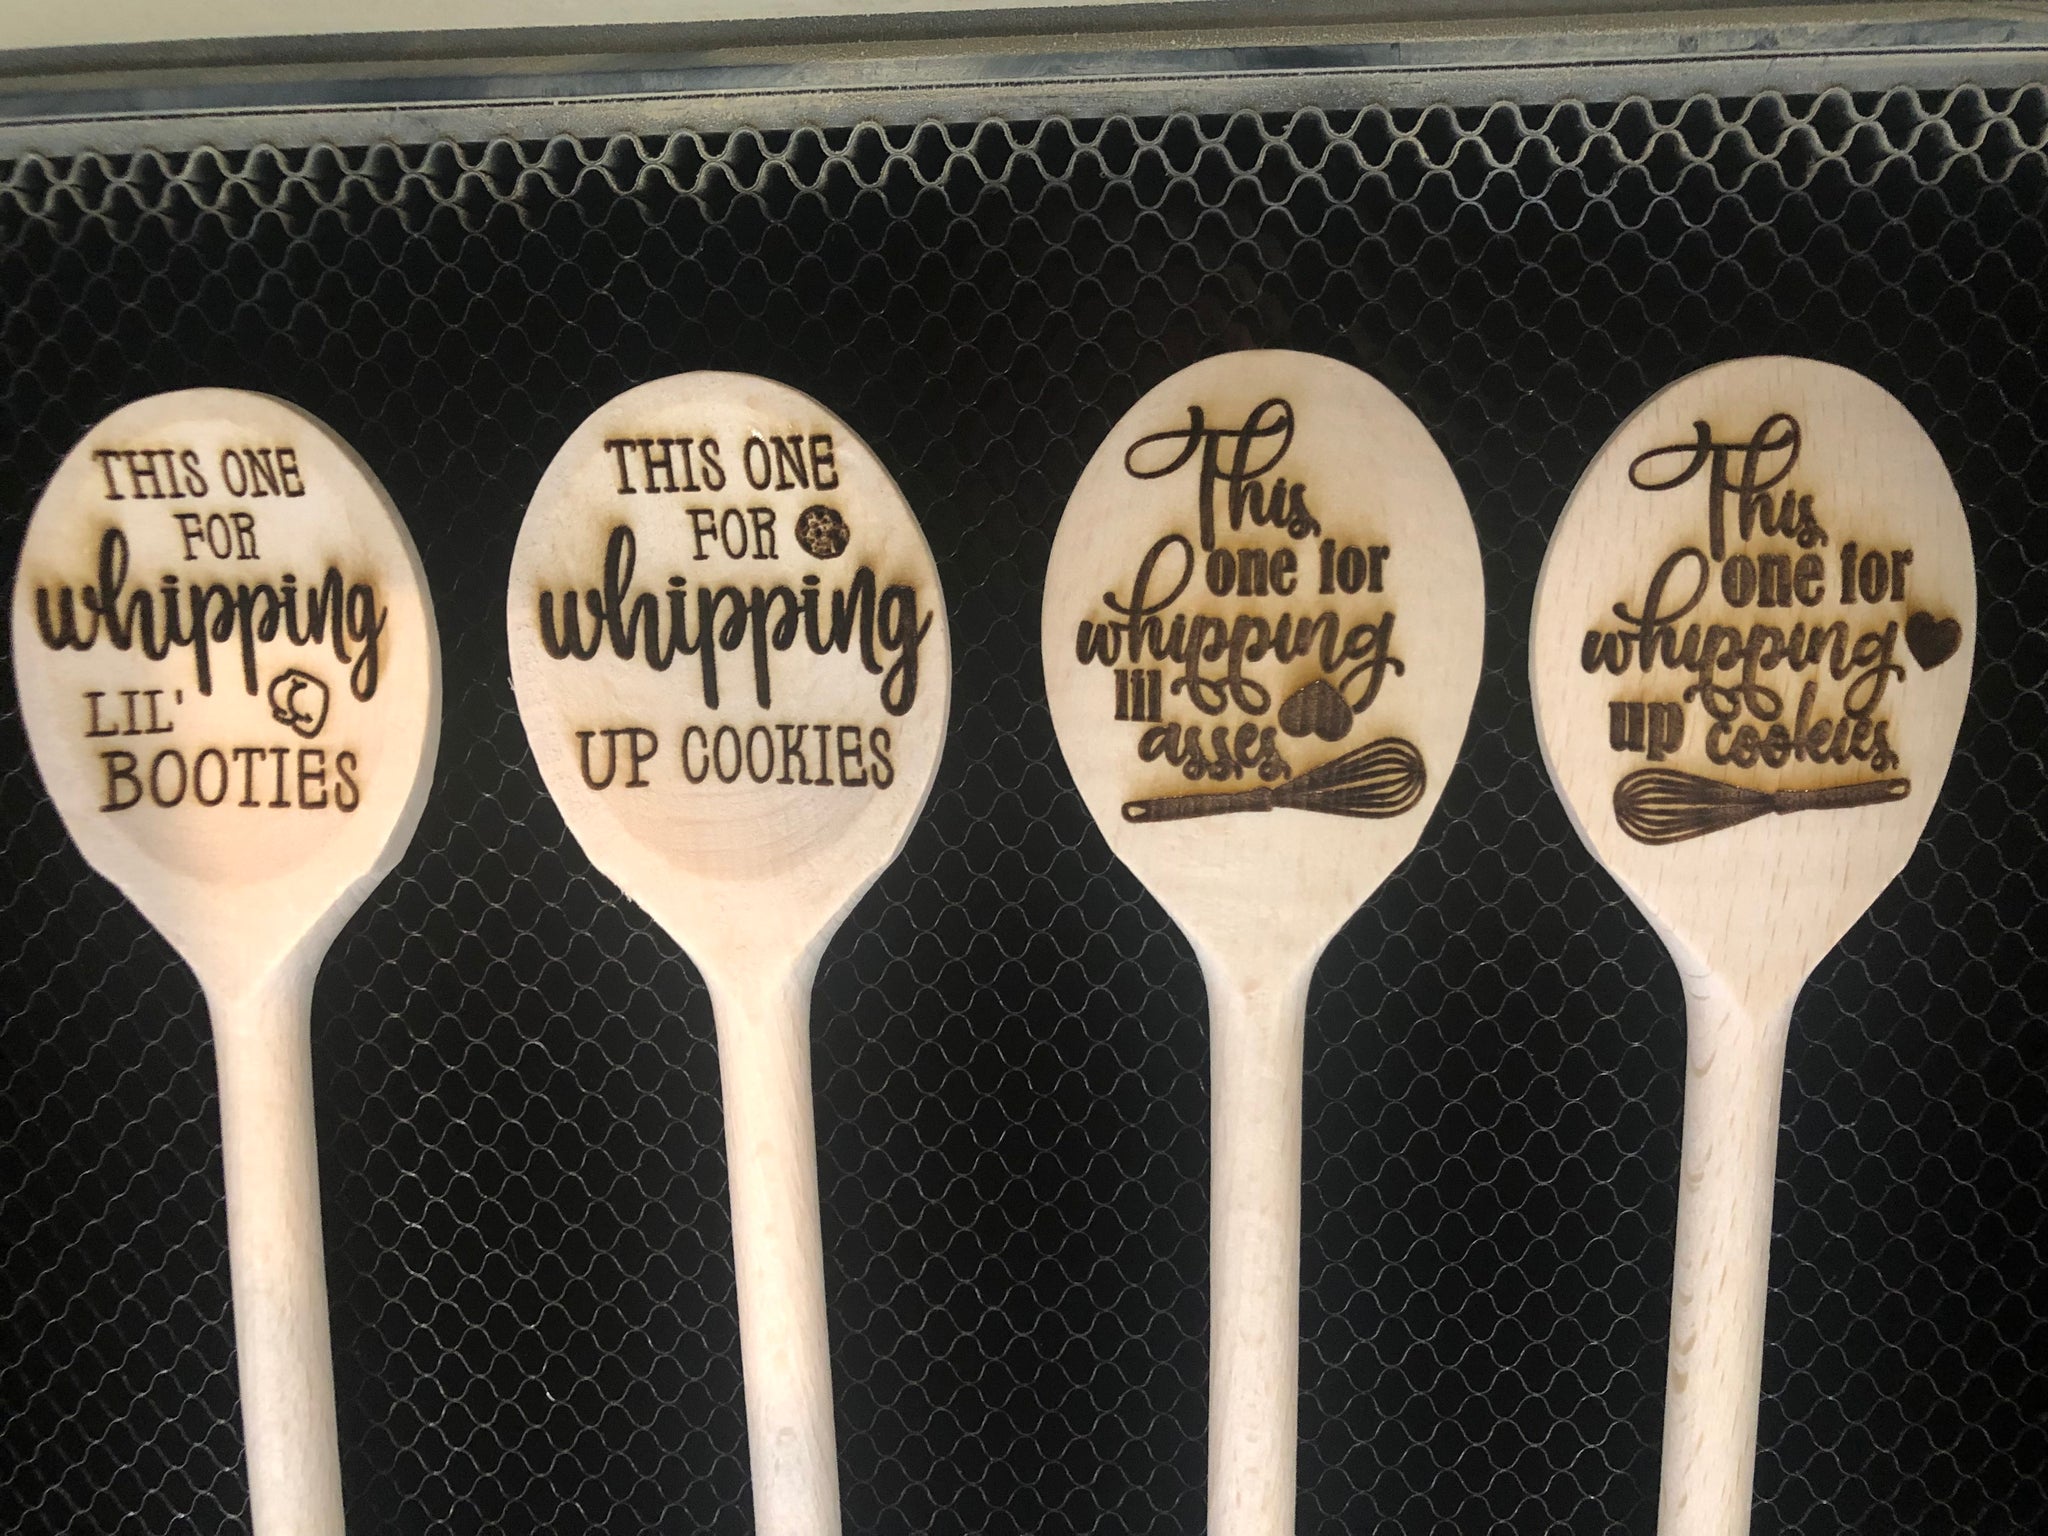 THIS ONE
FOR
whipping
LIL'
BOOTIES
THIS ONE
FOR
whipping
UP COOKIES
This
one for
whipping
lil
asses
This
one for
whipping
up cookies